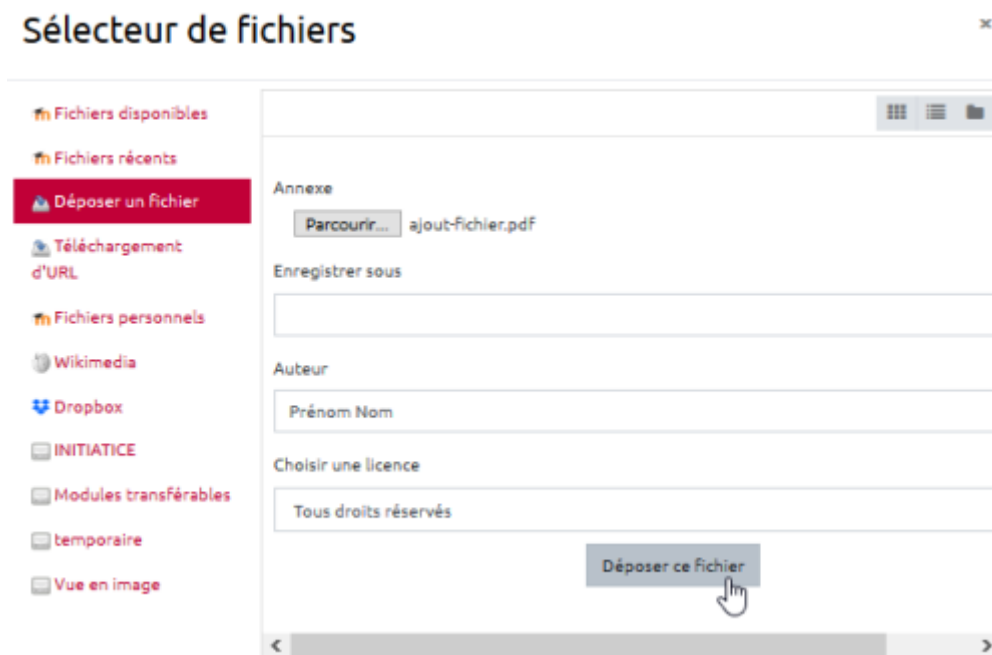 Sélecteur de fichiers
×
Fichiers disponibles
Fichiers récents
Déposer un fichier
Téléchargement
d'URL
Fichiers personnels
Wikimedia
Dropbox
INITIATICE
Modules transférables
temporaire
Vue en image
Annexe
Parcourir... ajout-fichier.pdf
Enregistrer sous
Auteur
Prénom Nom
Choisir une licence
Tous droits réservés
Déposer ce fichier